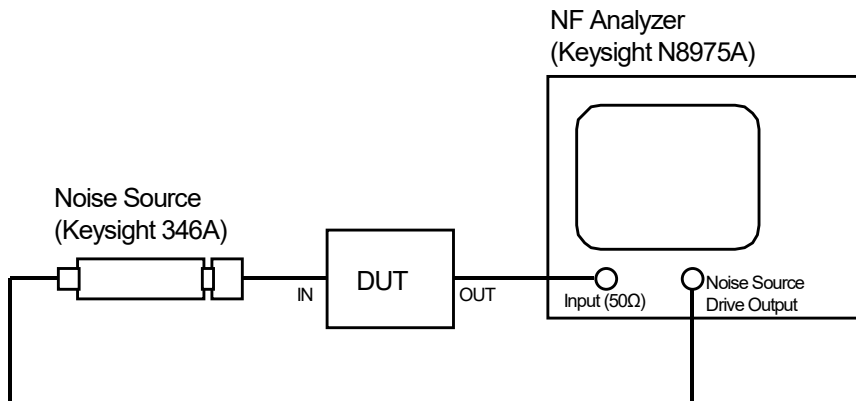 NF Analyzer
(Keysight N8975A)
Noise Source
(Keysight 346A)
IN
DUT
OUT
Input (50Ω)
Noise Source
Drive Output